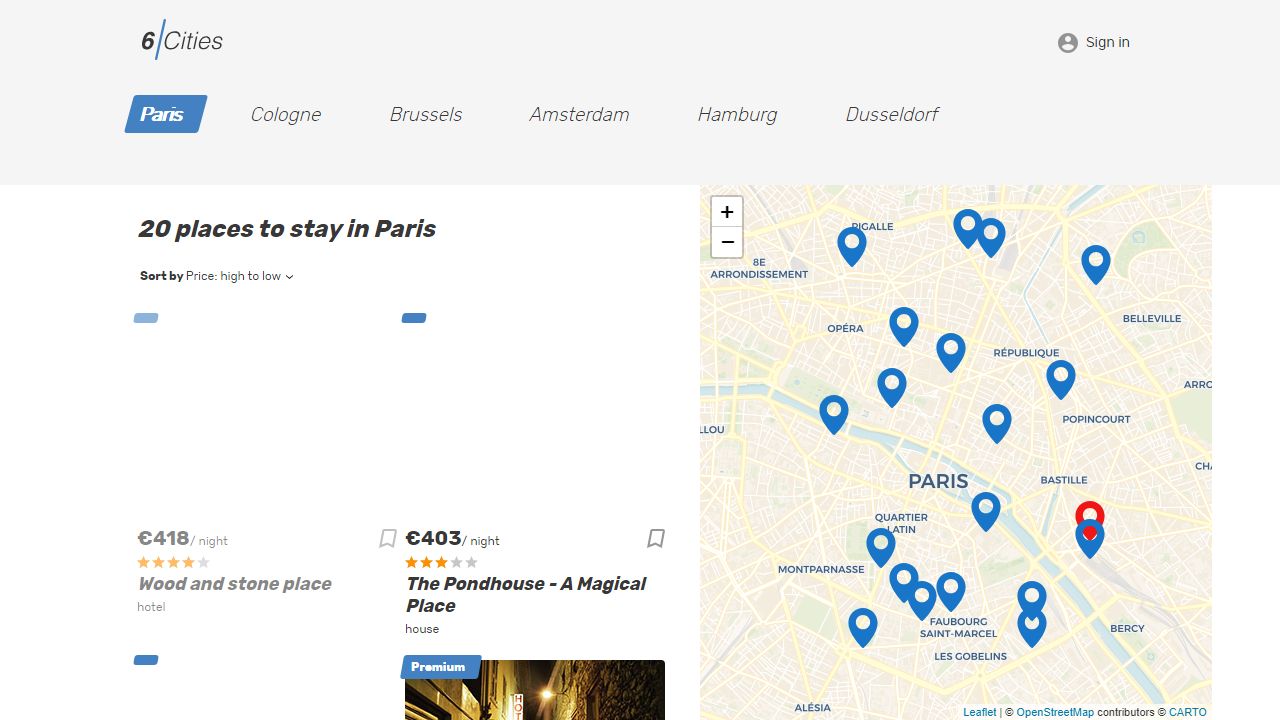 6 Cities
Sign in
Paris
Cologne
Brussels
Amsterdam
Hamburg
Dusseldorf
20 places to stay in Paris
Sort by Price: high to low
€418/ night
Wood and stone place
hotel
€403/ night
The Pondhouse - A Magical
Place
house
Premium
HOT
+
−
PIGALLE
8E
ARRONDISSEMENT
OPÉRA
BELLEVILLE
RÉPUBLIQUE
ARRO
POPINCOURT
LLOU
CHA
PARIS
BASTILLE
QUARTIER
LATIN
MONTPARNASSE
FAUBOURG
SAINT-MARCEL
BERCY
LES GOBELINS
ALÉSIA
Leaflet | © OpenStreetMap contributors © CARTO